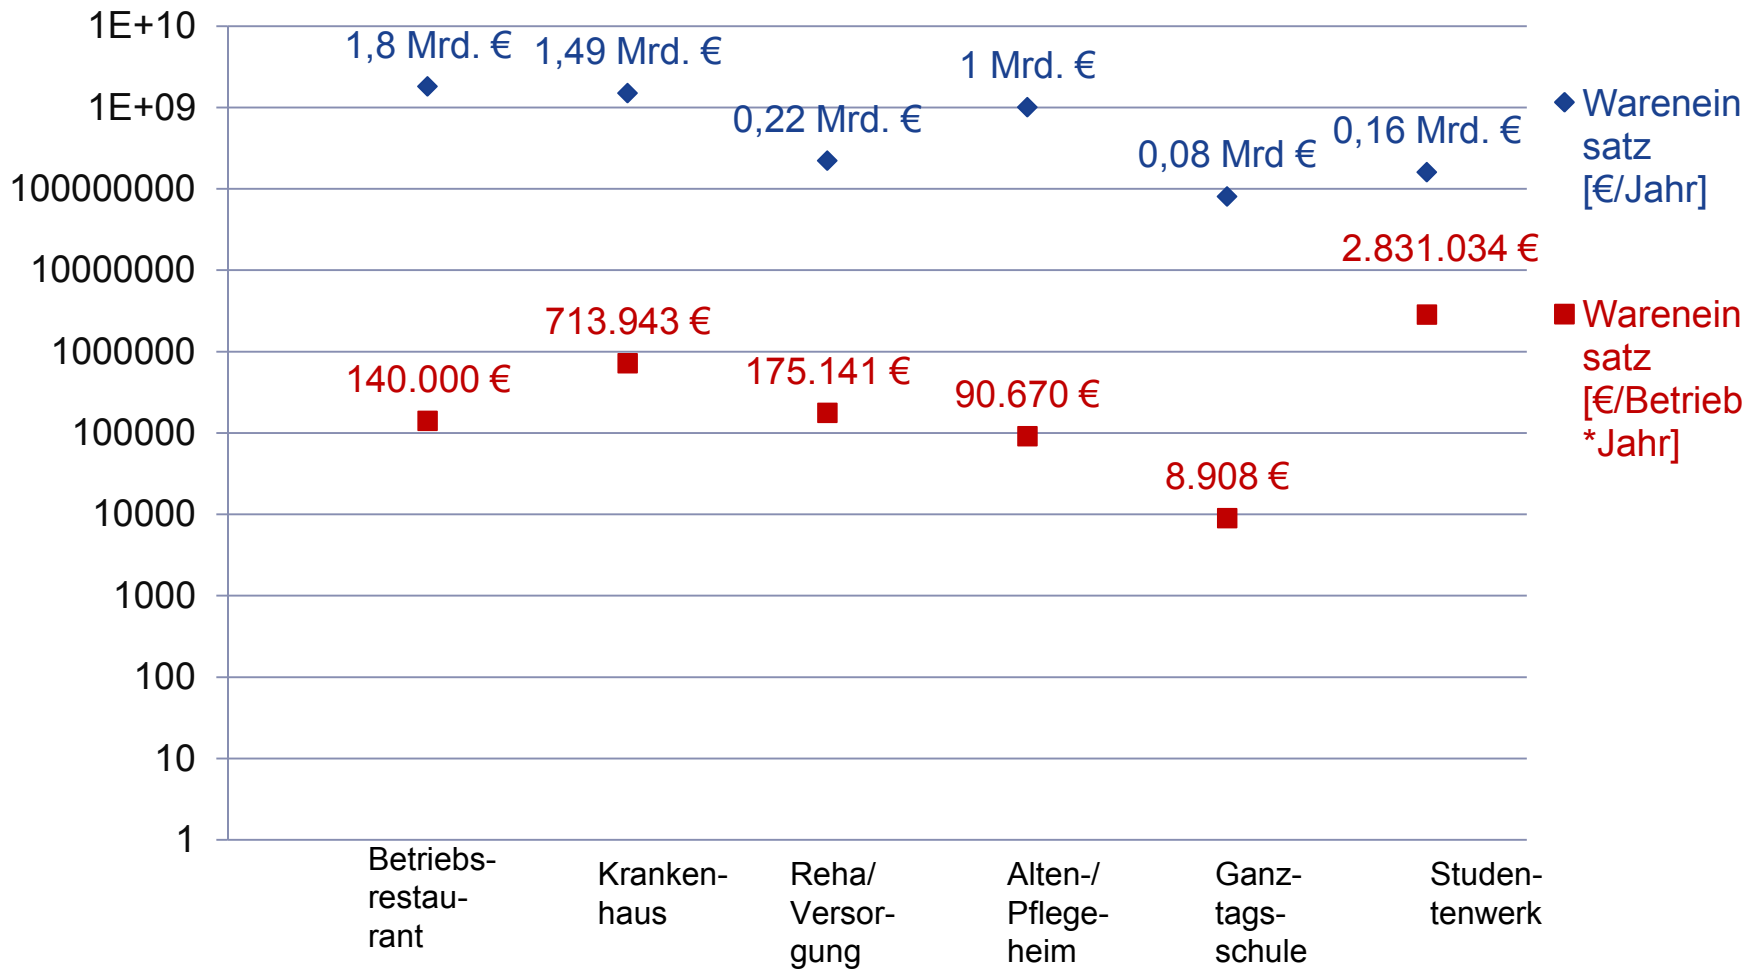 1E+10
1E+09
100000000
10000000
1000000
100000
10000
1000
100
10
1
1,8 Mrd. €
1,49 Mrd. €
0,22 Mrd. €
1 Mrd. €
0,08 Mrd €
0,16 Mrd. €
140.000 €
713.943 €
175.141 €
90.670 €
8.908 €
2.831.034 €
Betriebs-
restau-
rant
Kranken-
haus
Reha/
Versor-
gung
Alten-/
Pflege-
heim
Ganz-
tags-
schule
Studen-
tenwerk
Warenein
satz
[€/Jahr]
Warenein
satz
[€/Betrieb
*Jahr]